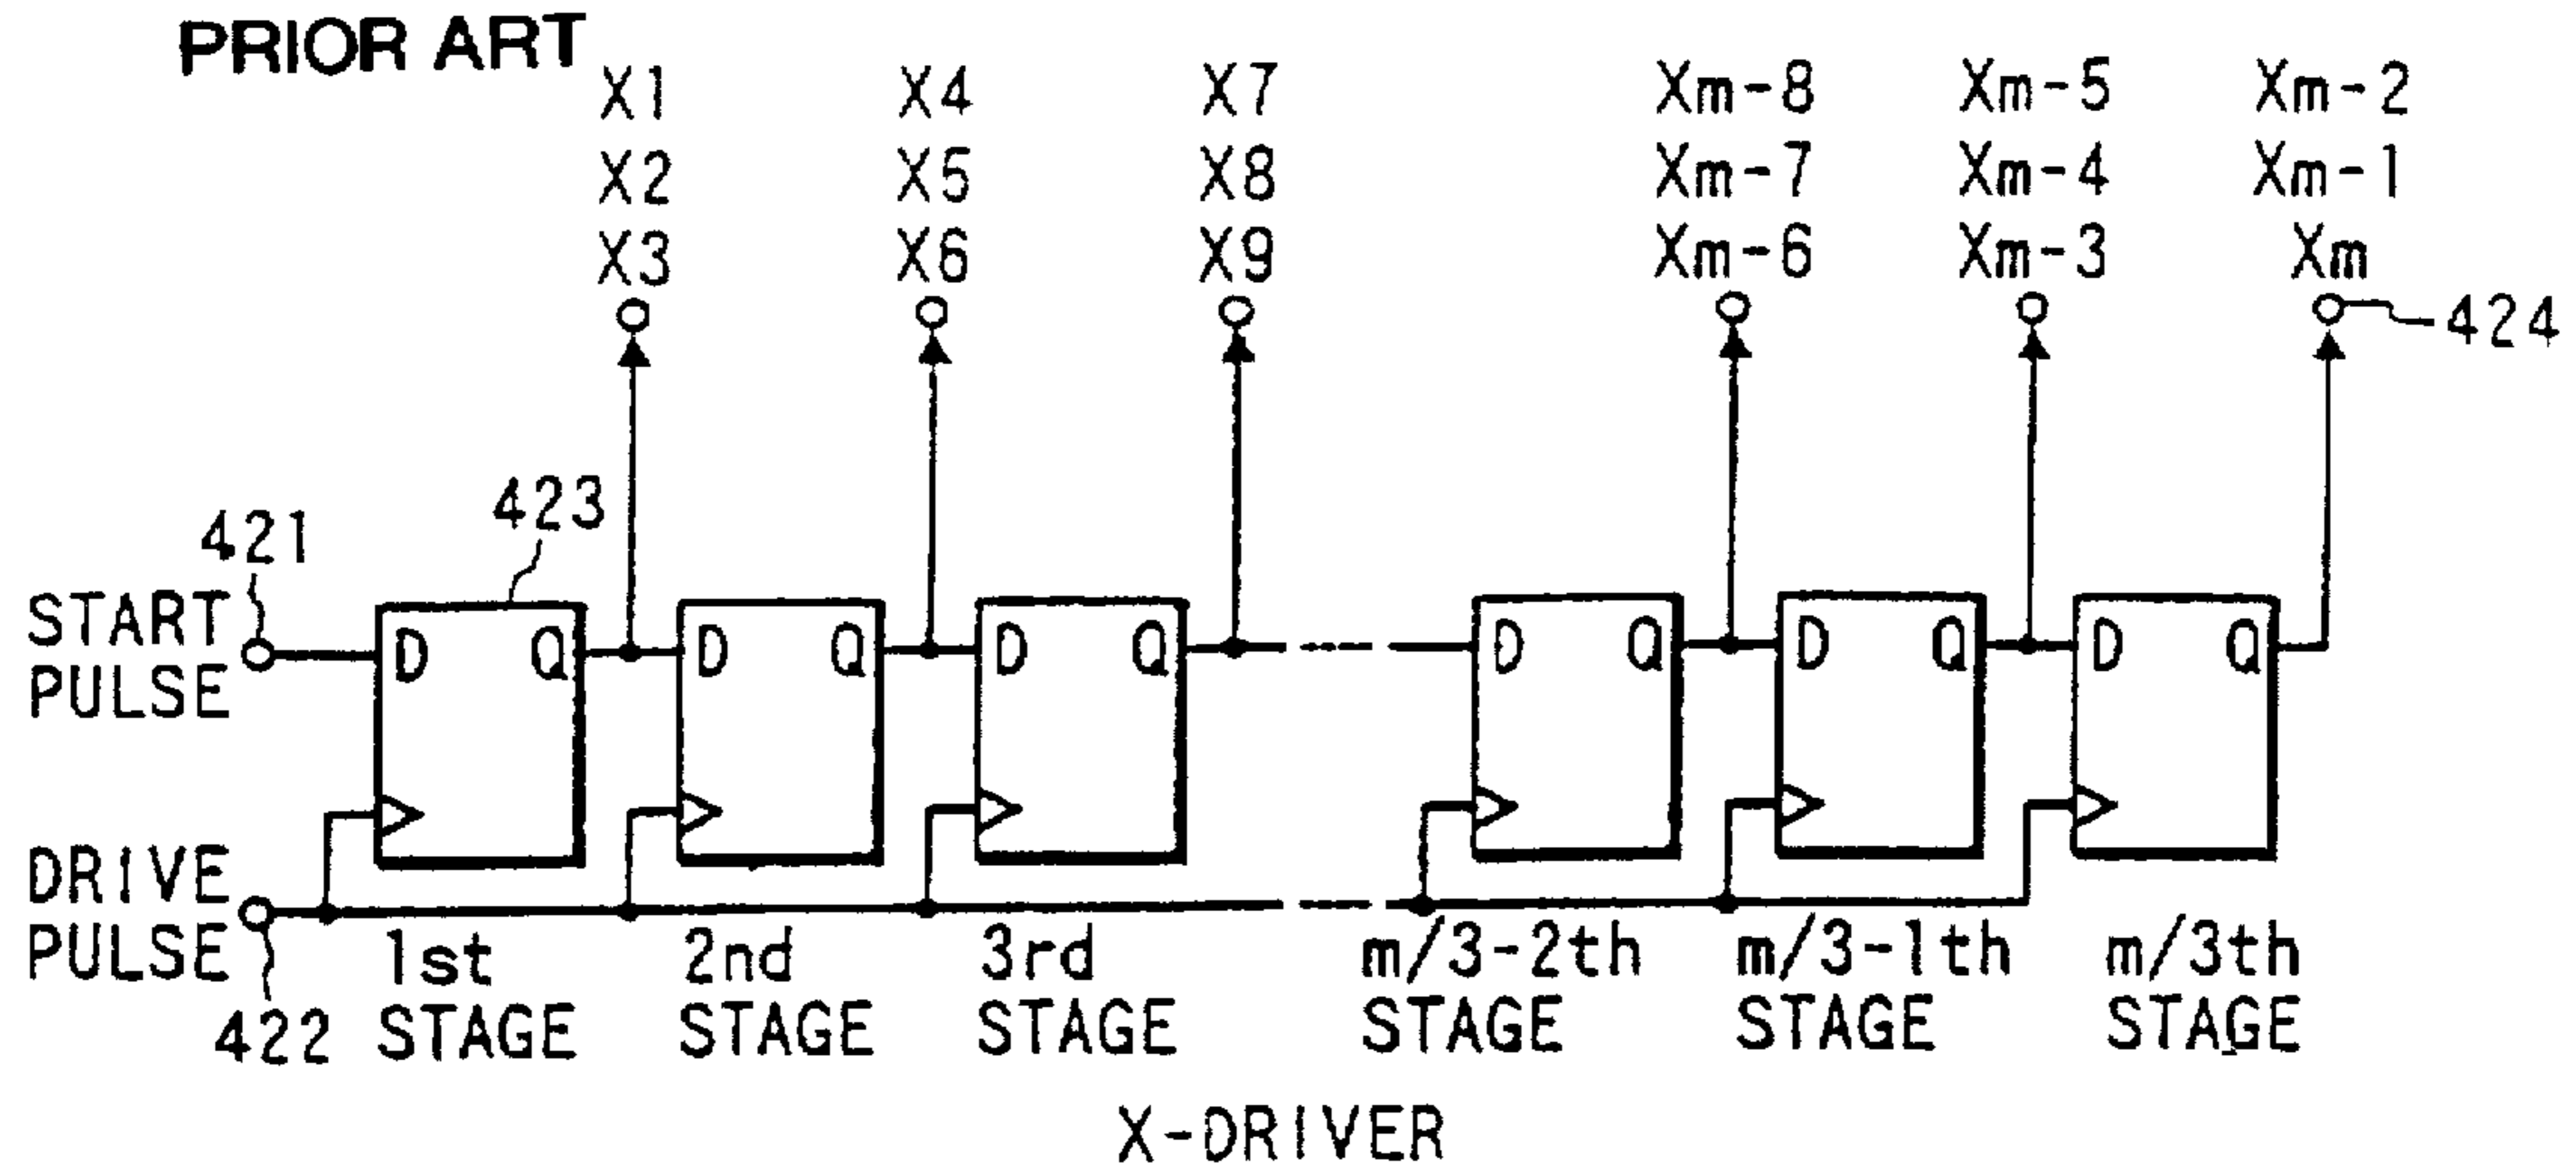 PRIOR ART
X1 X4 X7 Xm-8 Xm-5 Xm-2
X2 X5 X8 Xm-7 Xm-4 Xm-1
X3 X6 X9 Xm-6 Xm-3 Xm
424
423
421
START
PULSE
D Q D Q D Q D Q D Q D Q
DRIVE
PULSE
422
1st 2nd 3rd m/3-2th m/3-1th m/3th
STAGE STAGE STAGE STAGE STAGE STAGE
X-DRIVER